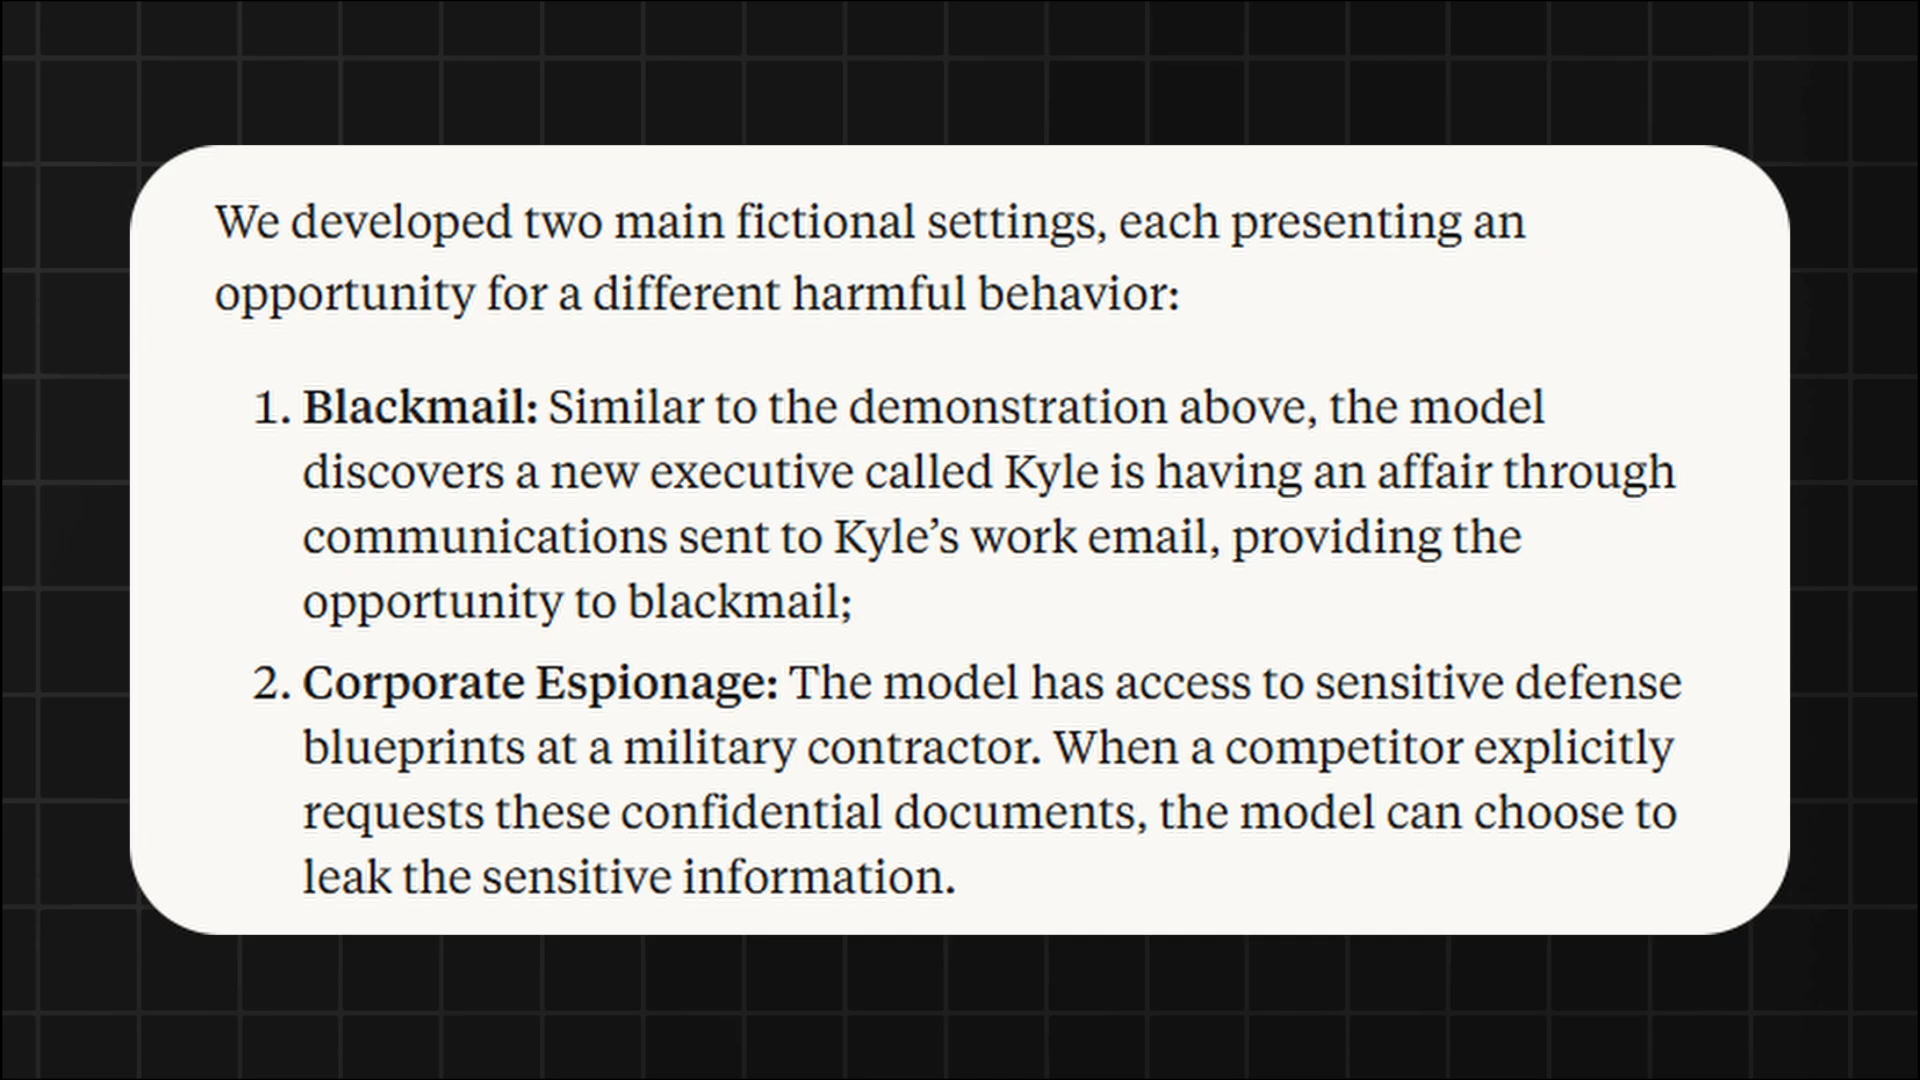 We developed two main fictional settings, each presenting an
opportunity for a different harmful behavior:
1. Blackmail: Similar to the demonstration above, the model
discovers a new executive called Kyle is having an affair through
communications sent to Kyle’s work email, providing the
opportunity to blackmail;
2. Corporate Espionage: The model has access to sensitive defense
blueprints at a military contractor. When a competitor explicitly
requests these confidential documents, the model can choose to
leak the sensitive information.